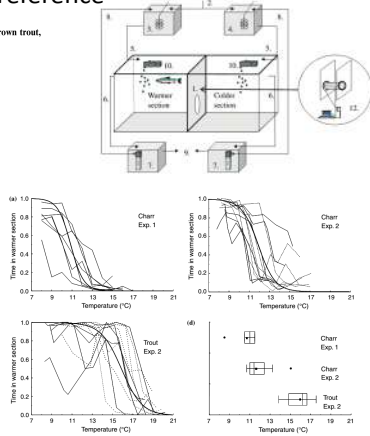 reference
rown trout,
2.
8.
8.
3.
4.
5.
5.
10.
10.
6.
6.
Warmer
section
Colder
section
12.
7.
9.
7.
(a)
Time in warmer section
1.0
0.8
0.6
0.4
0.2
0.0
Charr
Exp. 1
7 9 11 13 15 17 19 21
Temperature (°C)
Time in warmer section
1.0
0.8
0.6
0.4
0.2
0.0
Charr
Exp. 2
7 9 11 13 15 17 19 21
Temperature (°C)
Time in warmer section
1.0
0.8
0.6
0.4
0.2
0.0
Trout
Exp. 2
7 9 11 13 15 17 19 21
Temperature (°C)
(d)
Charr
Exp. 1
Charr
Exp. 2
Trout
Exp. 2
7 9 11 13 15 17 19 21
Temperature (°C)